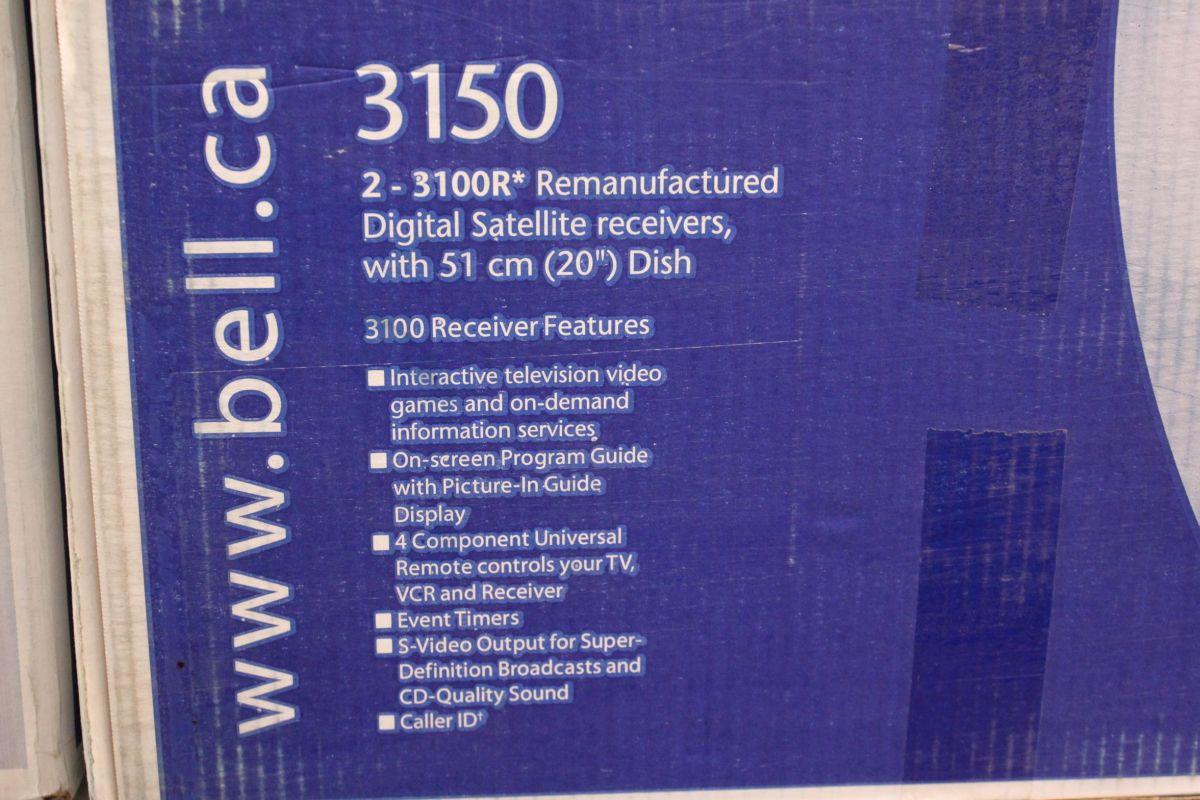 www.bell.ca
3150
2 - 3100R* Remanufactured
Digital Satellite receivers,
with 51 cm (20") Dish
3100 Receiver Features
■ Interactive television video
games and on-demand
information services
■ On-screen Program Guide
with Picture-In Guide
Display
■ 4 Component Universal
Remote controls your TV,
VCR and Receiver
■ Event Timers
■ S-Video Output for Super-
Definition Broadcasts and
CD-Quality Sound
■ Caller ID†